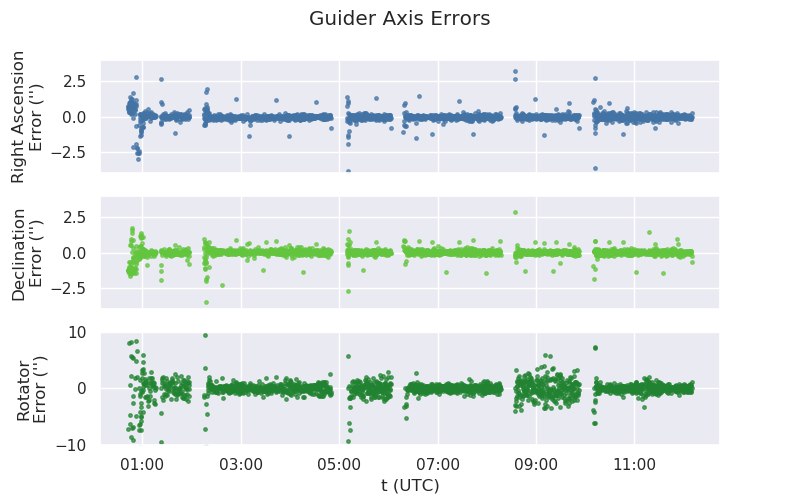 Guider Axis Errors
Right Ascension
Error ('')
2.5
0.0
−2.5
Declination
Error ('')
2.5
0.0
−2.5
Rotator
Error ('')
10
0
−10
01:00 03:00 05:00 07:00 09:00 11:00
t (UTC)